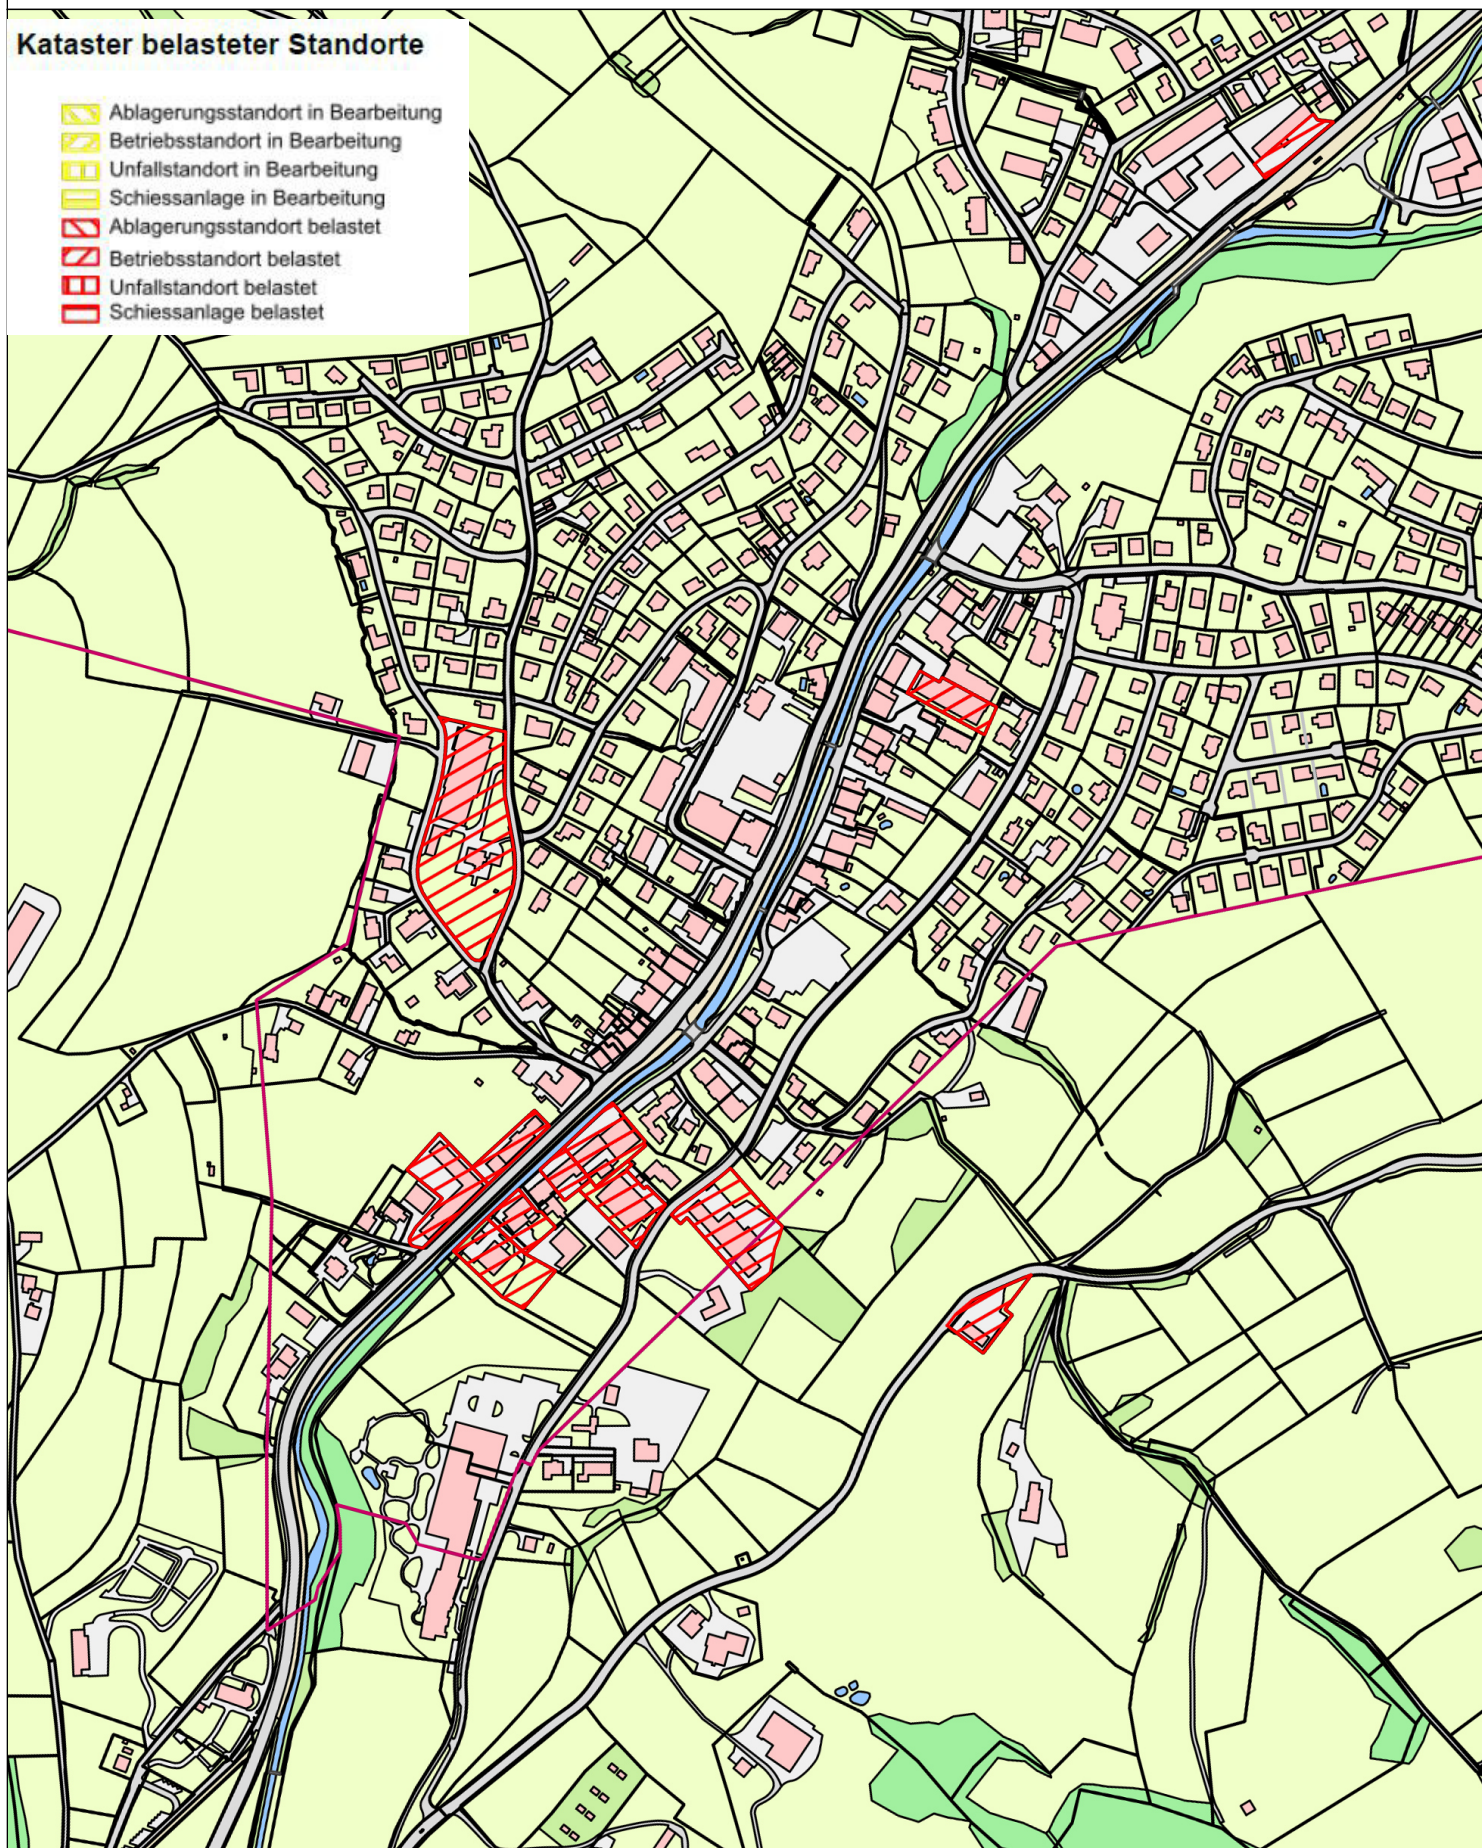 Kataster belasteter Standorte
Ablagerungsstandort in Bearbeitung
Betriebsstandort in Bearbeitung
Unfallstandort in Bearbeitung
Schiessanlage in Bearbeitung
Ablagerungsstandort belastet
Betriebsstandort belastet
Unfallstandort belastet
Schiessanlage belastet